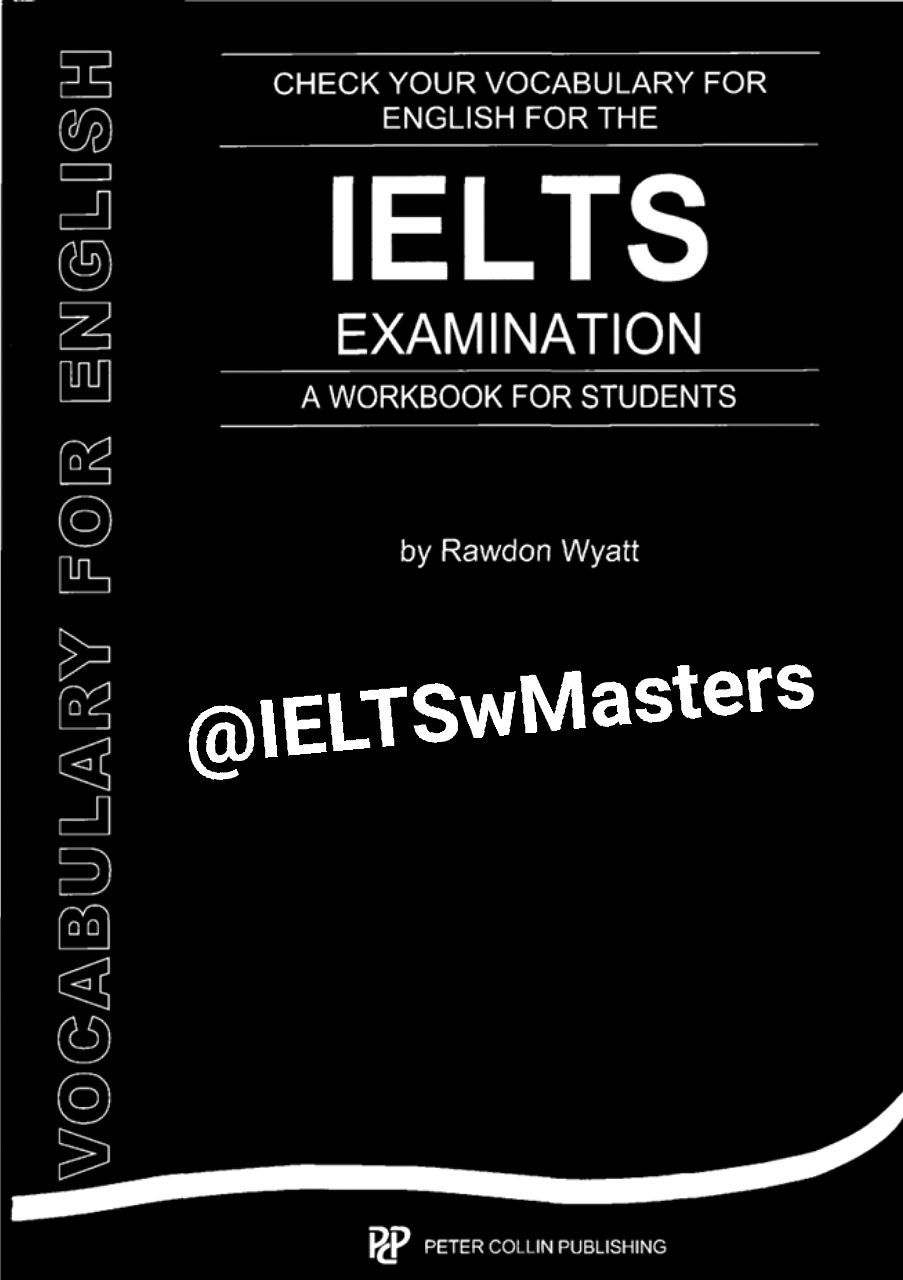 VOCABULARY FOR ENGLISH
CHECK YOUR VOCABULARY FOR
ENGLISH FOR THE
IELTS
EXAMINATION
A WORKBOOK FOR STUDENTS
by Rawdon Wyatt
@IELTSwMasters
PCP PETER COLLIN PUBLISHING